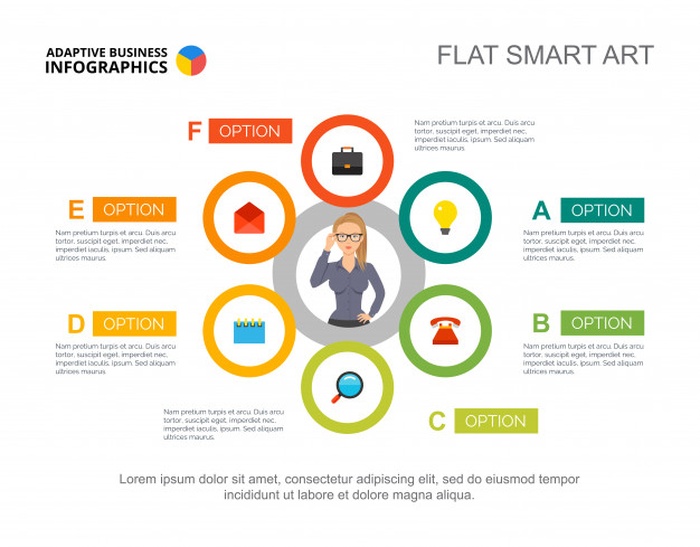 ADAPTIVE BUSINESS
INFOGRAPHICS
FLAT SMART ART
F OPTION
Nam pretium turpis et arcu. Duis arcu
tortor, suscipit eget, imperdiet nec,
imperdiet iaculis, ipsum. Sed aliquam
ultrices mauris.
E OPTION
Nam pretium turpis et arcu. Duis arcu
tortor, suscipit eget, imperdiet nec,
imperdiet iaculis, ipsum. Sed aliquam
ultrices mauris.
A OPTION
Nam pretium turpis et arcu. Duis arcu
tortor, suscipit eget, imperdiet nec,
imperdiet iaculis, ipsum. Sed aliquam
ultrices mauris.
D OPTION
Nam pretium turpis et arcu. Duis arcu
tortor, suscipit eget, imperdiet nec,
imperdiet iaculis, ipsum. Sed aliquam
ultrices mauris.
B OPTION
Nam pretium turpis et arcu. Duis arcu
tortor, suscipit eget, imperdiet nec,
imperdiet iaculis, ipsum. Sed aliquam
ultrices mauris.
Nam pretium turpis et arcu. Duis arcu
tortor, suscipit eget, imperdiet nec,
imperdiet iaculis, ipsum. Sed aliquam
ultrices mauris.
C OPTION
Lorem ipsum dolor sit amet, consectetur adipiscing elit, sed do eiusmod tempor
incididunt ut labore et dolore magna aliqua.